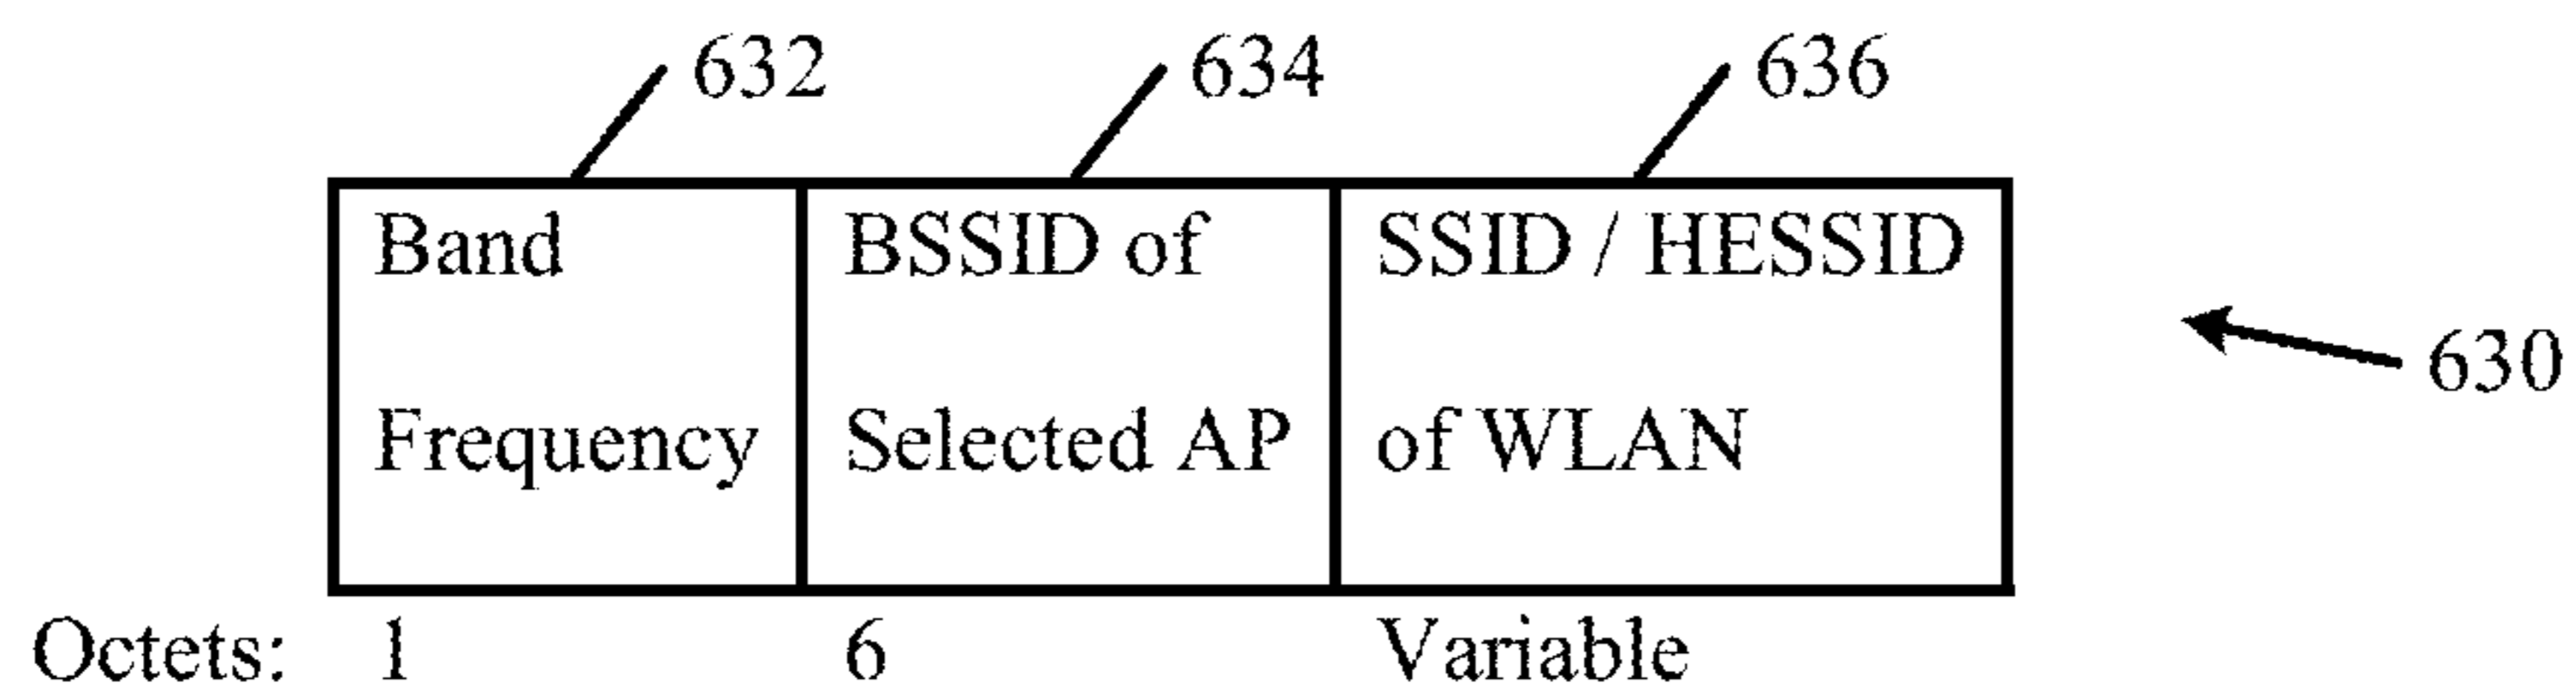 632 634 636
Band BSSID of SSID / HESSID
Frequency Selected AP of WLAN
630
Octets: 1 6 Variable